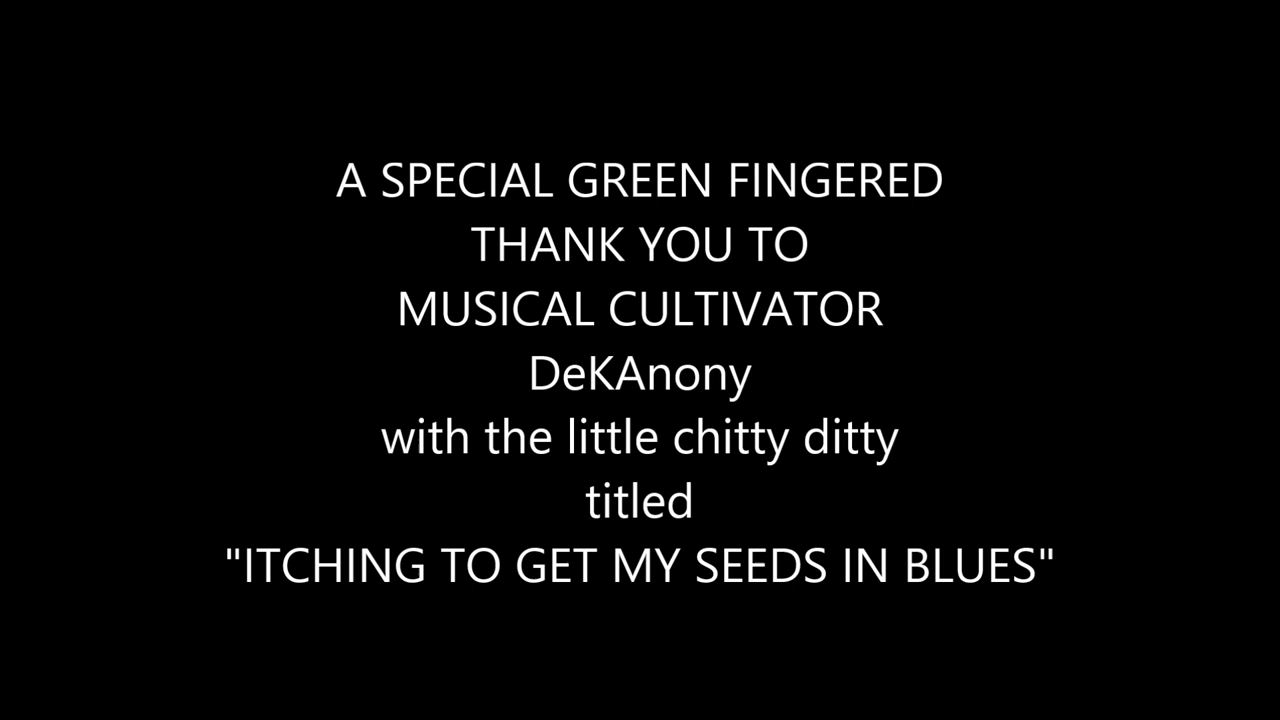 A SPECIAL GREEN FINGERED
THANK YOU TO
MUSICAL CULTIVATOR
DeKAnony
with the little chitty ditty
titled
"ITCHING TO GET MY SEEDS IN BLUES"